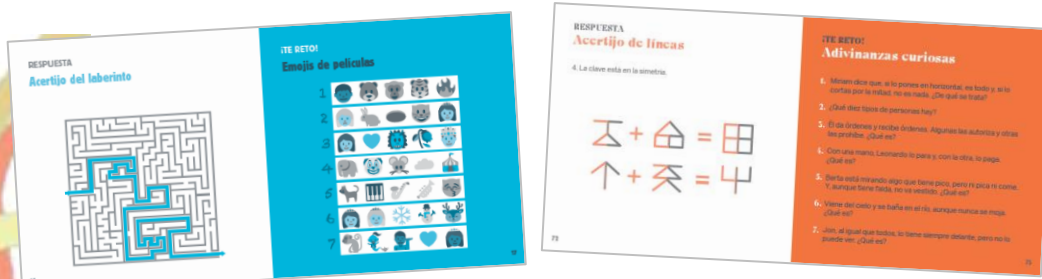 RESPUESTA
Acertijo del laberinto
¡TE RETO!
Emojis de películas
1
2
3
4
5
6
7
RESPUESTA
Acertijo de líneas
4. La clave está en la simetría.
72
¡TE RETO!
Adivinanzas curiosas
1. Miriam dice que, si lo pones en horizontal, es todo y, si lo
cortas por la mitad, no es nada. ¿De qué se trata?
2. ¿Qué diez tipos de personas hay?
3. Él da órdenes y recibe órdenes. Algunas las autoriza y otras
las prohíbe. ¿Qué es?
4. Con una mano, Leonardo lo para y, con la otra, lo pega.
¿Qué es?
5. Berta está mirando algo que tiene pico, pero ni pica ni come.
Y, aunque tiene falda, no va vestido. ¿Qué es?
6. Viene del cielo y se baña en el río, aunque nunca se moja.
¿Qué es?
7. Jon, al igual que todos, lo tiene siempre delante, pero no lo
puede ver. ¿Qué es?